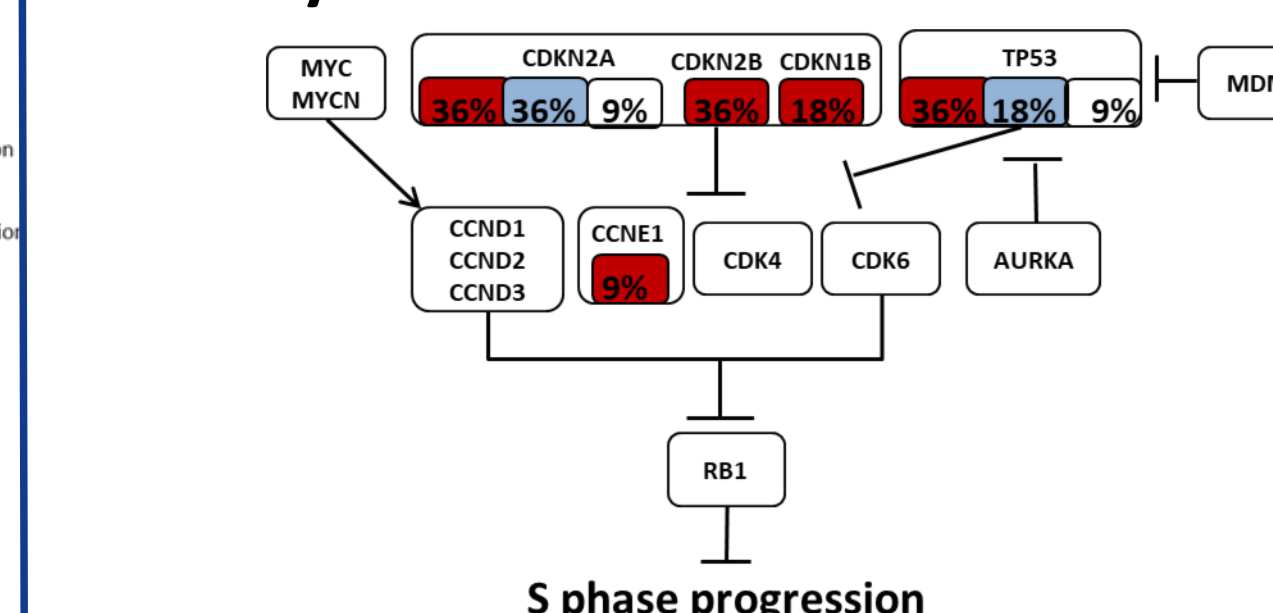 MYC
MYCN
CDKN2A
CDKN2B
CDKN1B
36% 36% 9%
36%
18%
TP53
36% 18% 9%
CCND1
CCND2
CCND3
CCNE1
9%
CDK4
CDK6
AURKA
RB1
S phase progression